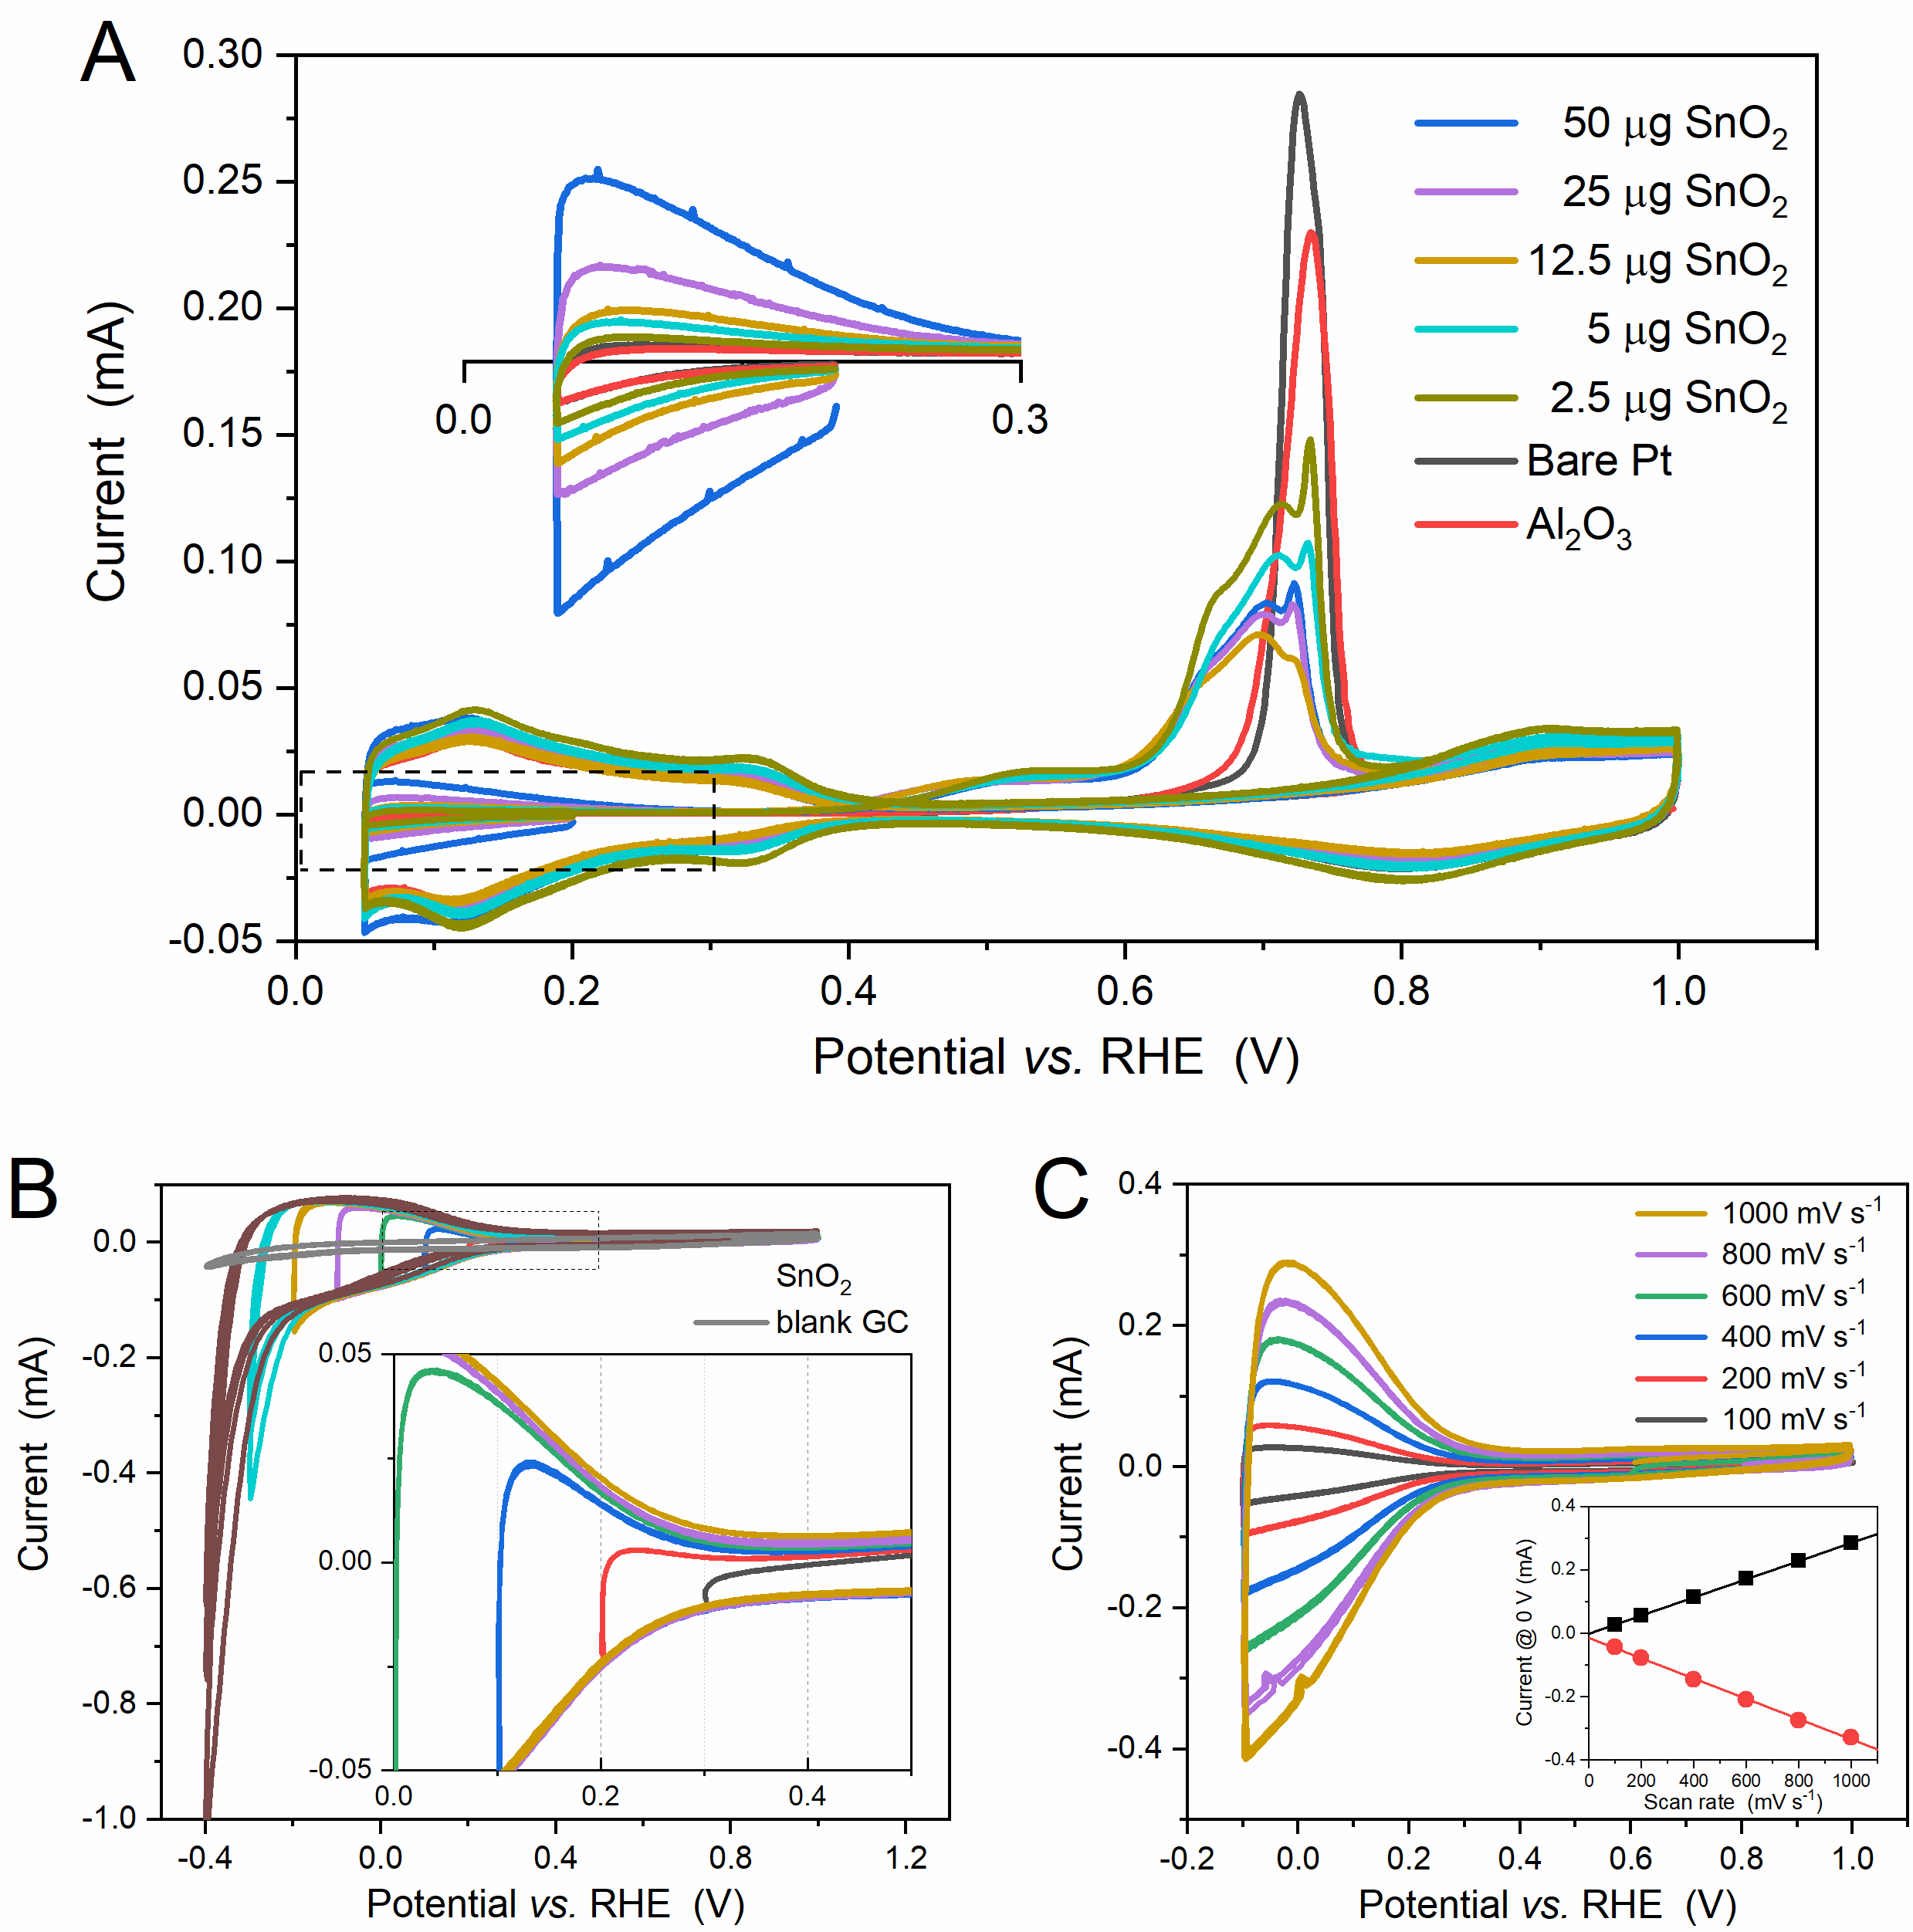 A
0.30
0.25
0.20
0.15
0.10
0.05
0.00
-0.05
Current (mA)
50 μg SnO₂
25 μg SnO₂
12.5 μg SnO₂
5 μg SnO₂
2.5 μg SnO₂
Bare Pt
Al₂O₃
0.0 0.3
0.0 0.2 0.4 0.6 0.8 1.0
Potential vs. RHE (V)
B
0.0
-0.2
-0.4
-0.6
-0.8
-1.0
Current (mA)
SnO₂
blank GC
0.05
0.00
-0.05
0.0 0.2 0.4
-0.4 0.0 0.4 0.8 1.2
Potential vs. RHE (V)
C
0.4
0.2
0.0
-0.2
-0.4
Current (mA)
1000 mV s⁻¹
800 mV s⁻¹
600 mV s⁻¹
400 mV s⁻¹
200 mV s⁻¹
100 mV s⁻¹
0.4
0.2
0.0
-0.2
-0.4
Current @ 0 V (mA)
0 200 400 600 800 1000
Scan rate (mV s⁻¹)
-0.2 0.0 0.2 0.4 0.6 0.8 1.0
Potential vs. RHE (V)